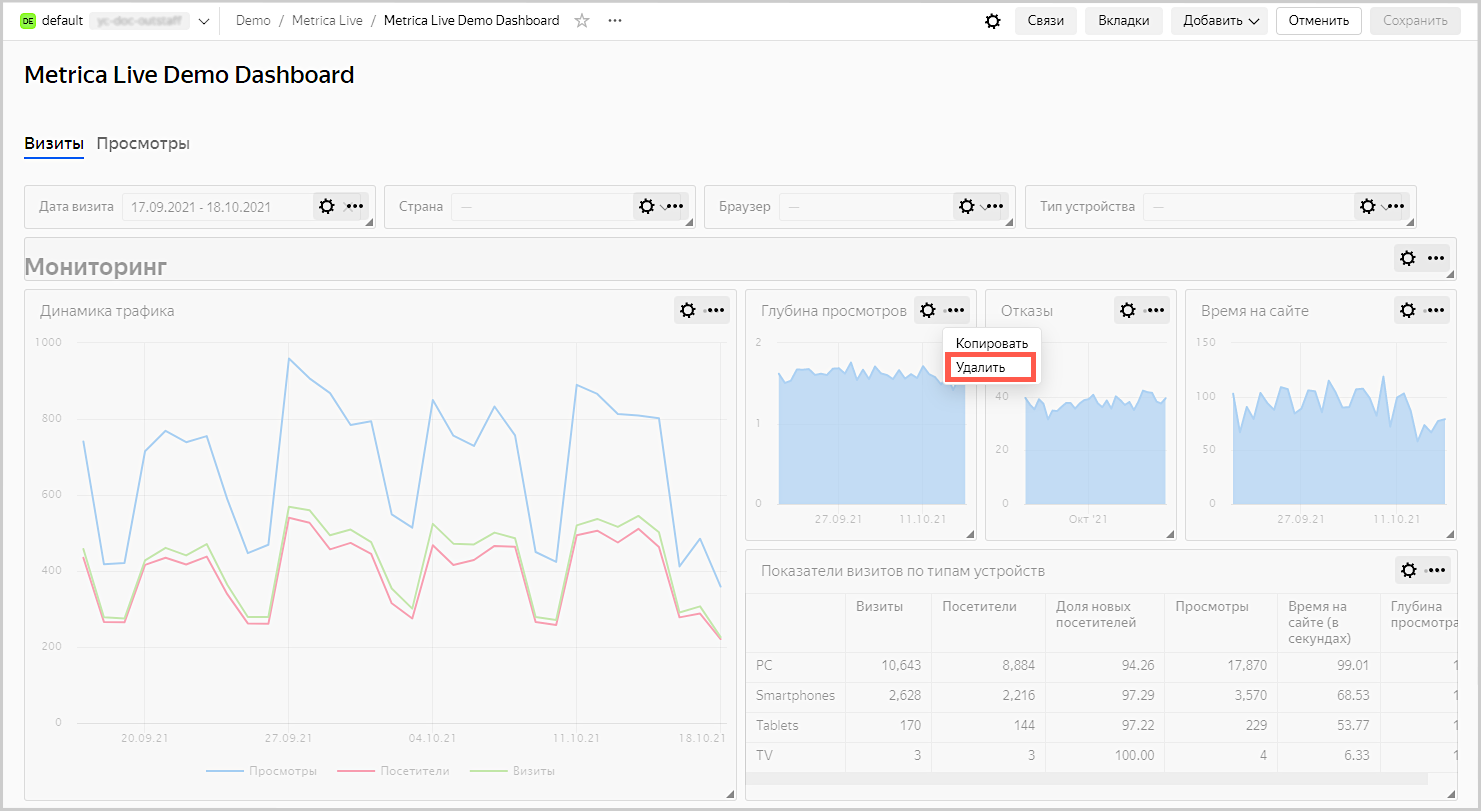 DE default
Demo / Metrica Live / Metrica Live Demo Dashboard
Связи
Вкладки
Добавить
Отменить
Сохранить
Metrica Live Demo Dashboard
Визиты
Просмотры
Дата визита 17.09.2021 - 18.10.2021
Страна —
Браузер —
Тип устройства —
Мониторинг
Динамика трафика
1000
800
600
400
200
0
20.09.21 27.09.21 04.10.21 11.10.21 18.10.21
Просмотры Посетители Визиты
Глубина просмотров
Копировать
Удалить
2
1
0
27.09.21 11.10.21
Отказы
40
20
0
Окт '21
Время на сайте
150
100
50
0
27.09.21 11.10.21
Показатели визитов по типам устройств
Визиты Посетители Доля новых посетителей Просмотры Время на сайте (в секундах) Глубина просмотра
PC 10,643 8,884 94.26 17,870 99.01 1
Smartphones 2,628 2,216 97.29 3,570 68.53 1
Tablets 170 144 97.22 229 53.77 1
TV 3 3 100.00 4 6.33 1